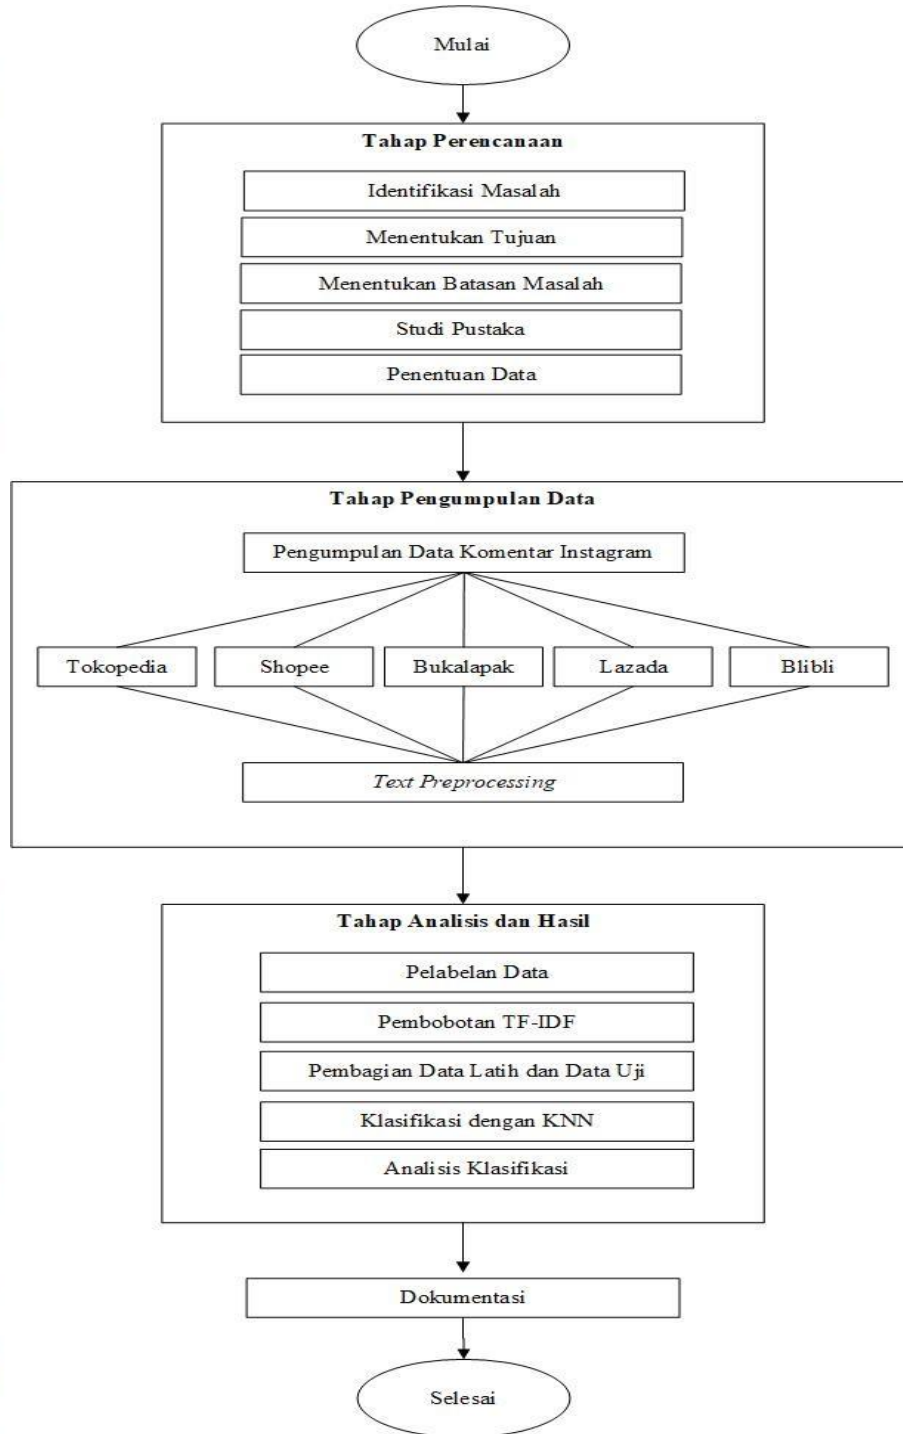 Mulai
Tahap Perencanaan
Identifikasi Masalah
Menentukan Tujuan
Menentukan Batasan Masalah
Studi Pustaka
Penentuan Data
Tahap Pengumpulan Data
Pengumpulan Data Komentar Instagram
Tokopedia Shopee Bukalapak Lazada Blibli
Text Preprocessing
Tahap Analisis dan Hasil
Pelabelan Data
Pembobotan TF-IDF
Pembagian Data Latih dan Data Uji
Klasifikasi dengan KNN
Analisis Klasifikasi
Dokumentasi
Selesai